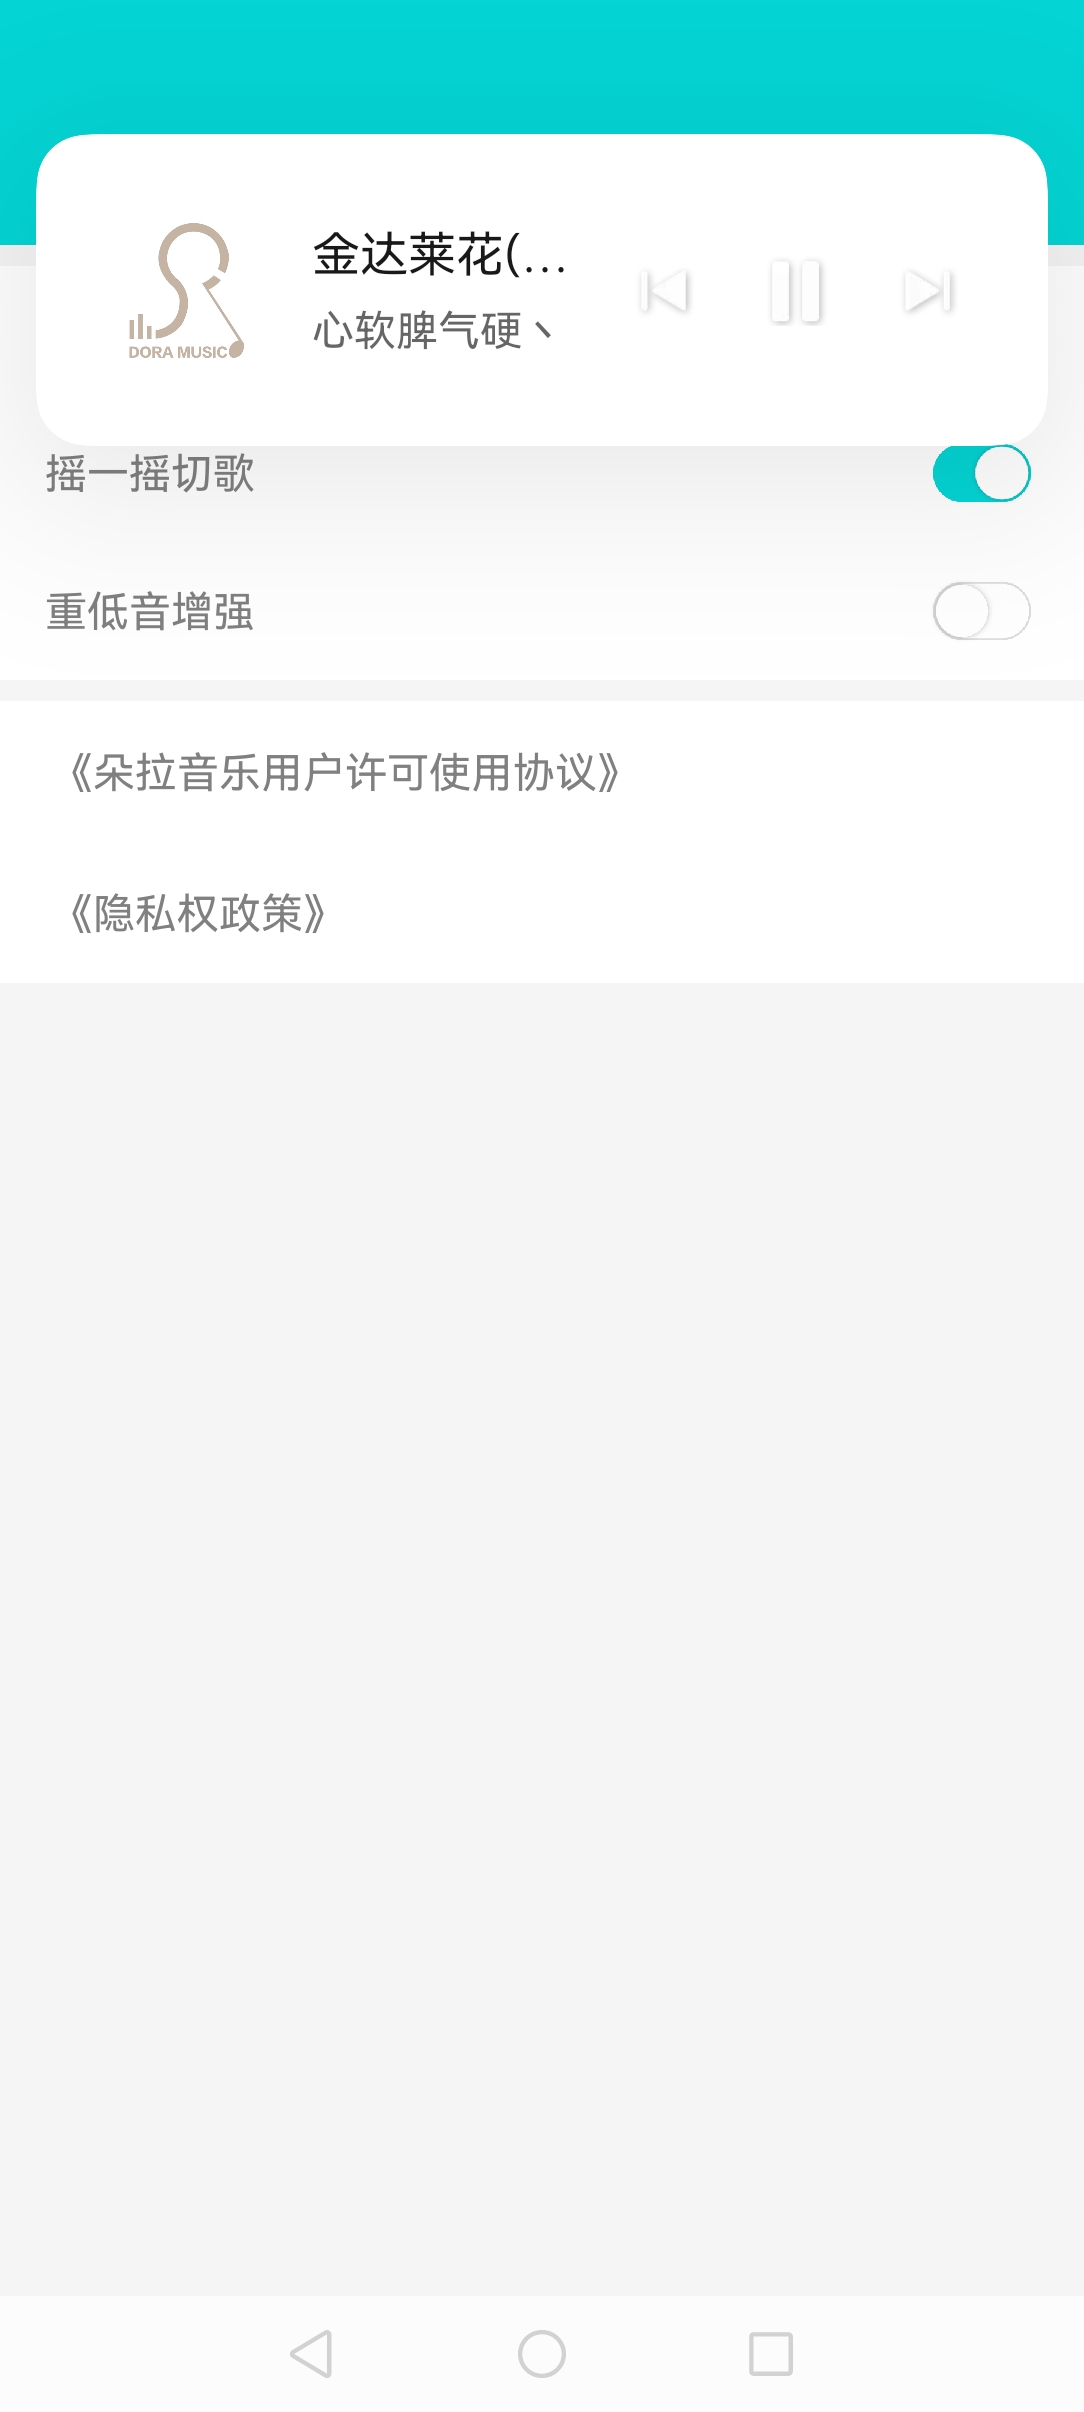 金达莱花(...
心软脾气硬丶
DORA MUSIC
摇一摇切歌
重低音增强
《朵拉音乐用户许可使用协议》
《隐私权政策》